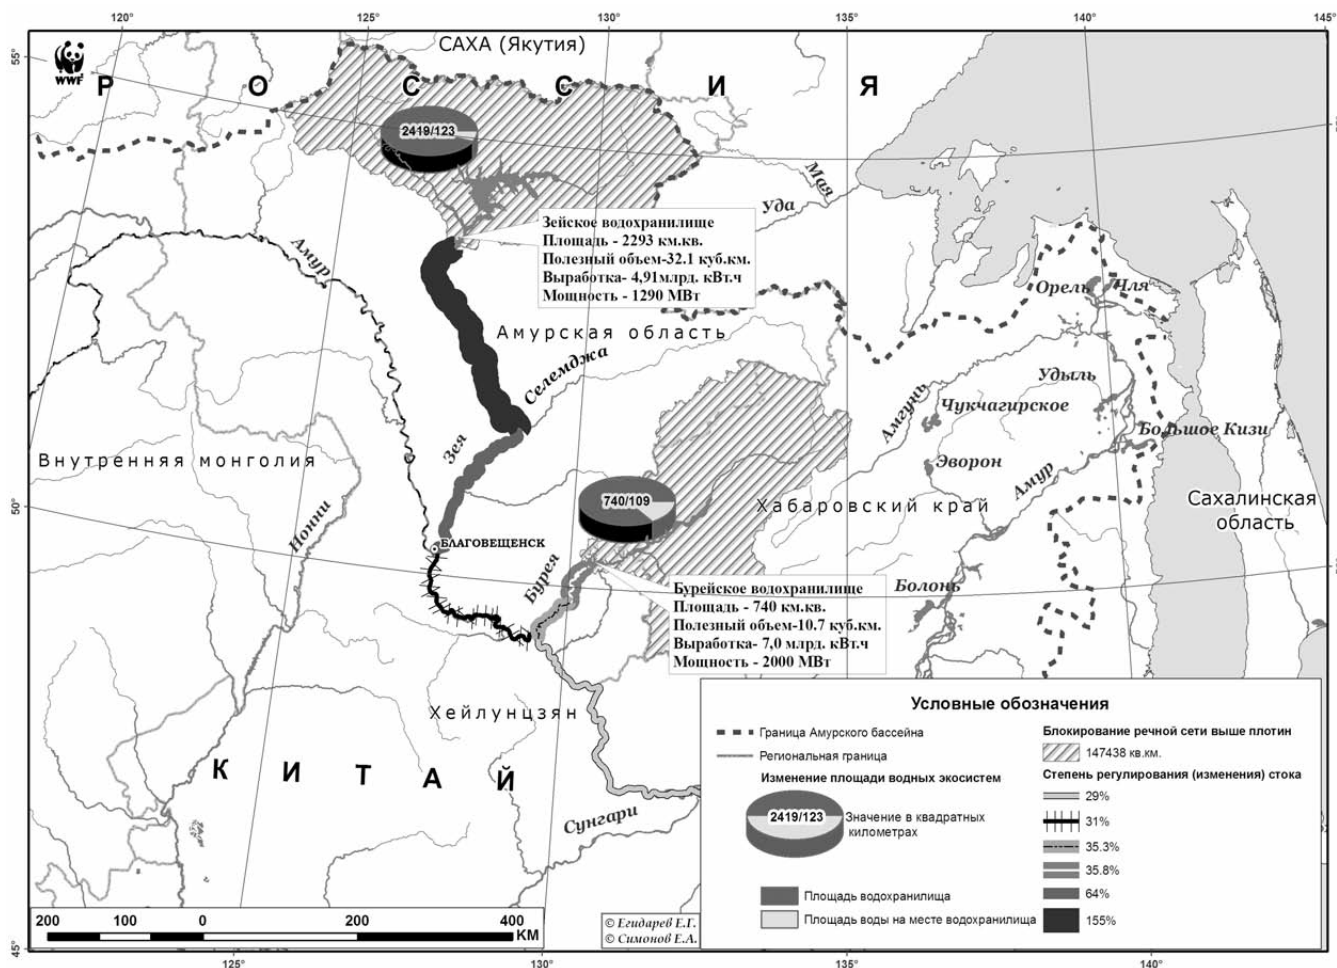 120°
125°
130°
135°
140°
145°
55°
50°
45°
WWF
САХА (Якутия)
Р О С С И Я
2419/123
Мая
Уда
Зейское водохранилище
Площадь - 2293 км.кв.
Полезный объем-32.1 куб.км.
Выработка- 4,91млрд. кВт.ч
Мощность - 1290 МВт
Амур
Амурская область
Селемджа
Орель
Чля
Удыль
Амгунь
Чукчагирское
Большое Кизи
Зея
Внутренняя монголия
Эворон
Амур
740/109
Хабаровский край
Сахалинская
область
Нонни
БЛАГОВЕЩЕНСК
Бурея
Бурейское водохранилище
Площадь - 740 км.кв.
Полезный объем-10.7 куб.км.
Выработка- 7,0 млрд. кВт.ч
Мощность - 2000 МВт
Болонь
Хейлунцзян
К И Т А Й
Сунгари
Условные обозначения
Граница Амурского бассейна
Региональная граница
Изменение площади водных экосистем
2419/123
Значение в квадратных
километрах
Площадь водохранилища
Площадь воды на месте водохранилища
Блокирование речной сети выше плотин
147438 кв.км.
Степень регулирования (изменения) стока
29%
31%
35.3%
35.8%
64%
155%
200 100 0 200 400
КМ
© Егидарев Е.Г.
© Симонов Е.А.
125°
130°
135°
140°